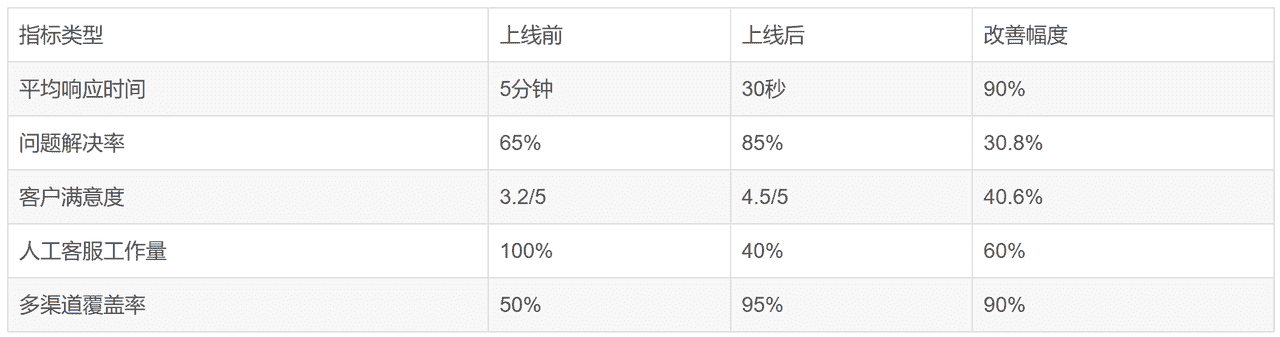 指标类型 上线前 上线后 改善幅度
平均响应时间 5分钟 30秒 90%
问题解决率 65% 85% 30.8%
客户满意度 3.2/5 4.5/5 40.6%
人工客服工作量 100% 40% 60%
多渠道覆盖率 50% 95% 90%